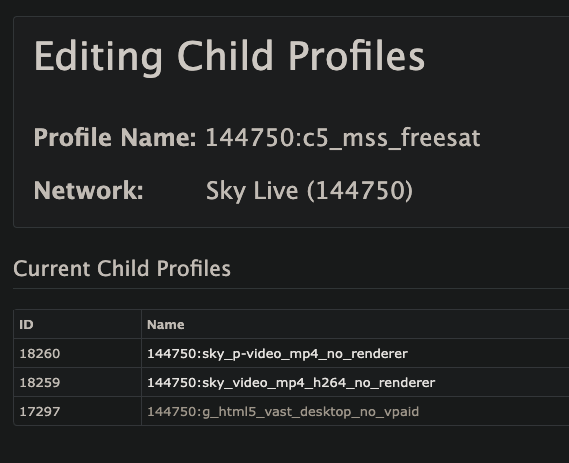 Editing Child Profiles
Profile Name: 144750:c5_mss_freesat
Network: Sky Live (144750)
Current Child Profiles
ID Name
18260 144750:sky_p-video_mp4_no_renderer
18259 144750:sky_video_mp4_h264_no_renderer
17297 144750:g_html5_vast_desktop_no_vpaid